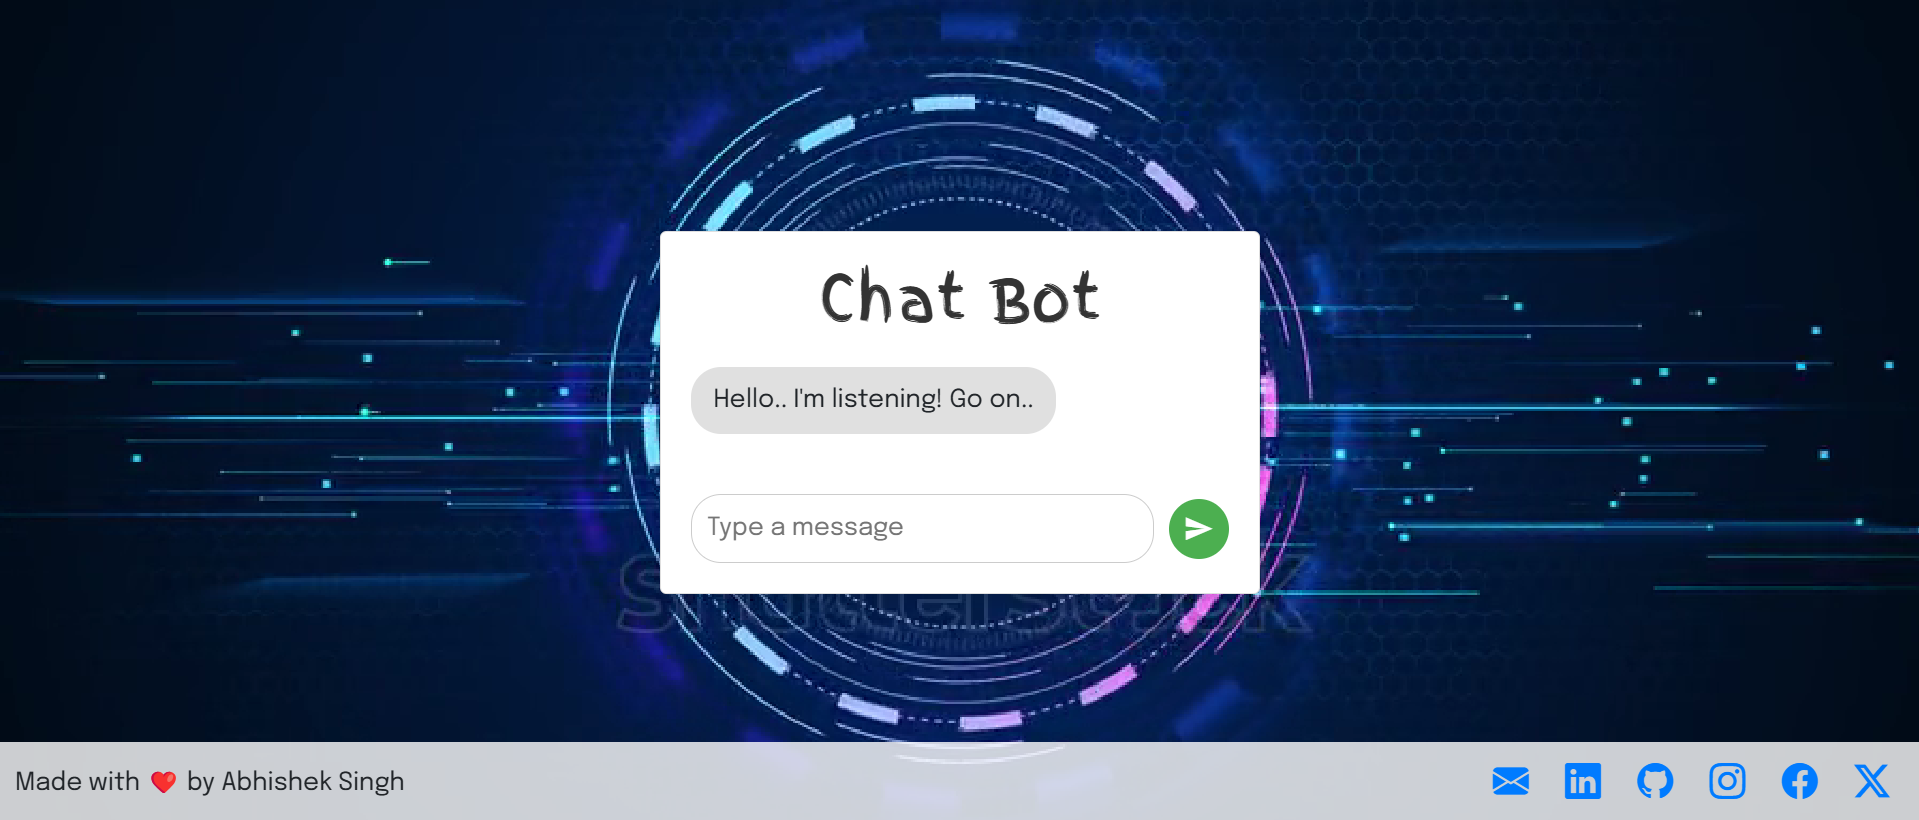 Chat Bot
Hello.. I'm listening! Go on..
Type a message
Made with ❤️ by Abhishek Singh